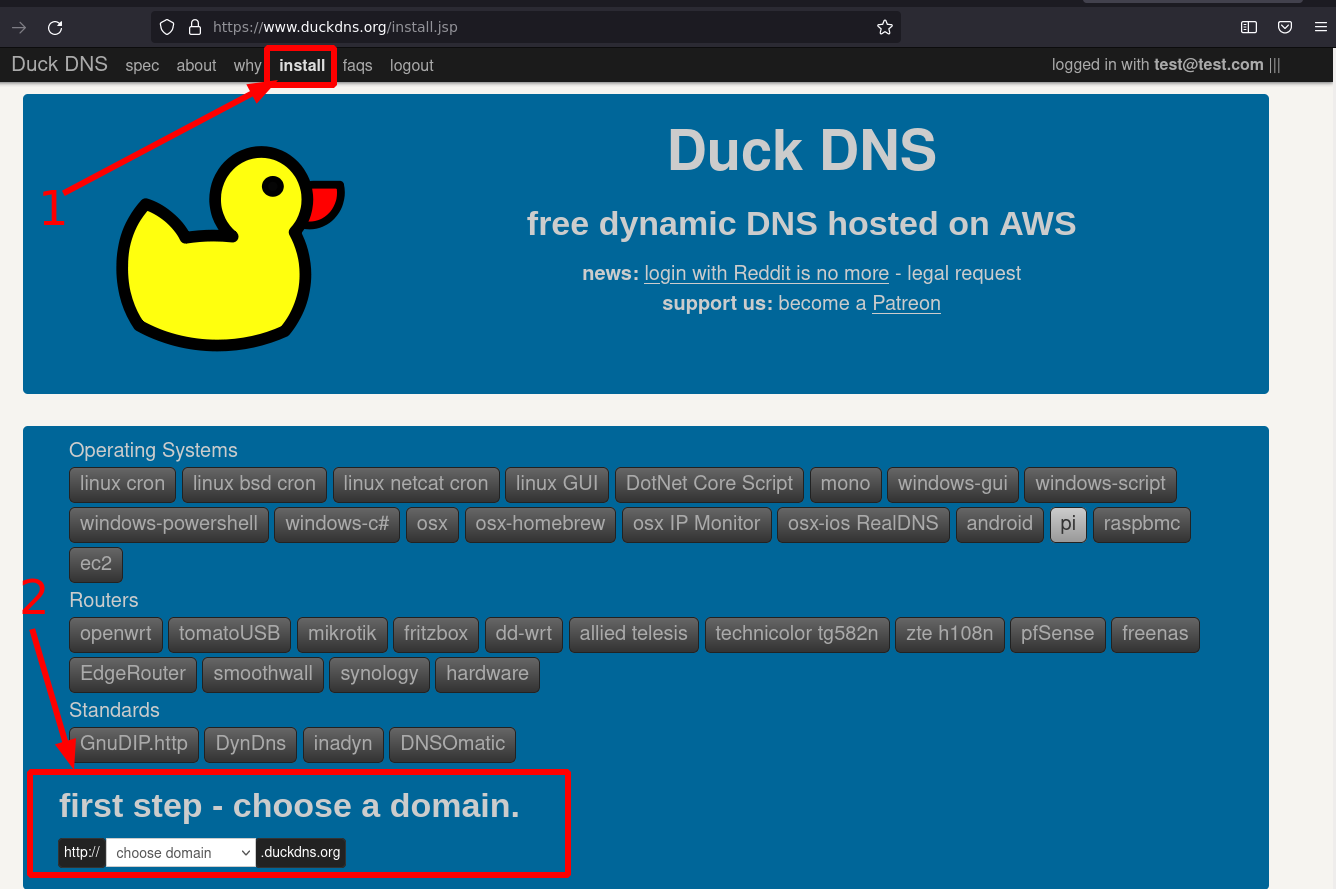 https://www.duckdns.org/install.jsp
Duck DNS spec about why install faqs logout logged in with test@test.com |||
1
Duck DNS
free dynamic DNS hosted on AWS
news: login with Reddit is no more - legal request
support us: become a Patreon
Operating Systems
linux cron linux bsd cron linux netcat cron linux GUI DotNet Core Script mono windows-gui windows-script
windows-powershell windows-c# osx osx-homebrew osx IP Monitor osx-ios RealDNS android pi raspbmc
ec2
2
Routers
openwrt tomatoUSB mikrotik fritzbox dd-wrt allied telesis technicolor tg582n zte h108n pfSense freenas
EdgeRouter smoothwall synology hardware
Standards
GnuDIP.http DynDns inadyn DNSOmatic
first step - choose a domain.
http:// choose domain .duckdns.org